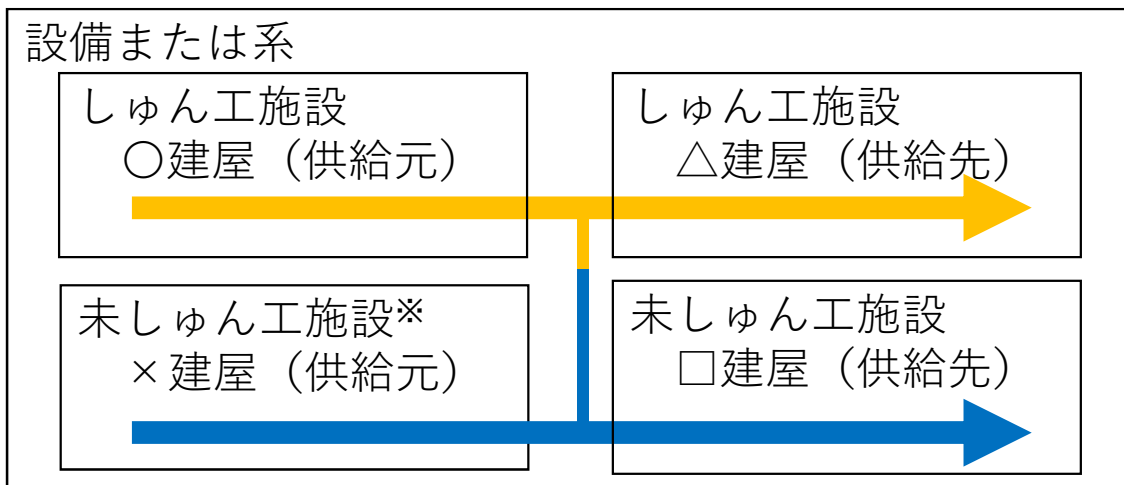 設備または系
しゅん工施設
〇建屋（供給元）
しゅん工施設
△建屋（供給先）
未しゅん工施設※
×建屋（供給元）
未しゅん工施設
□建屋（供給先）